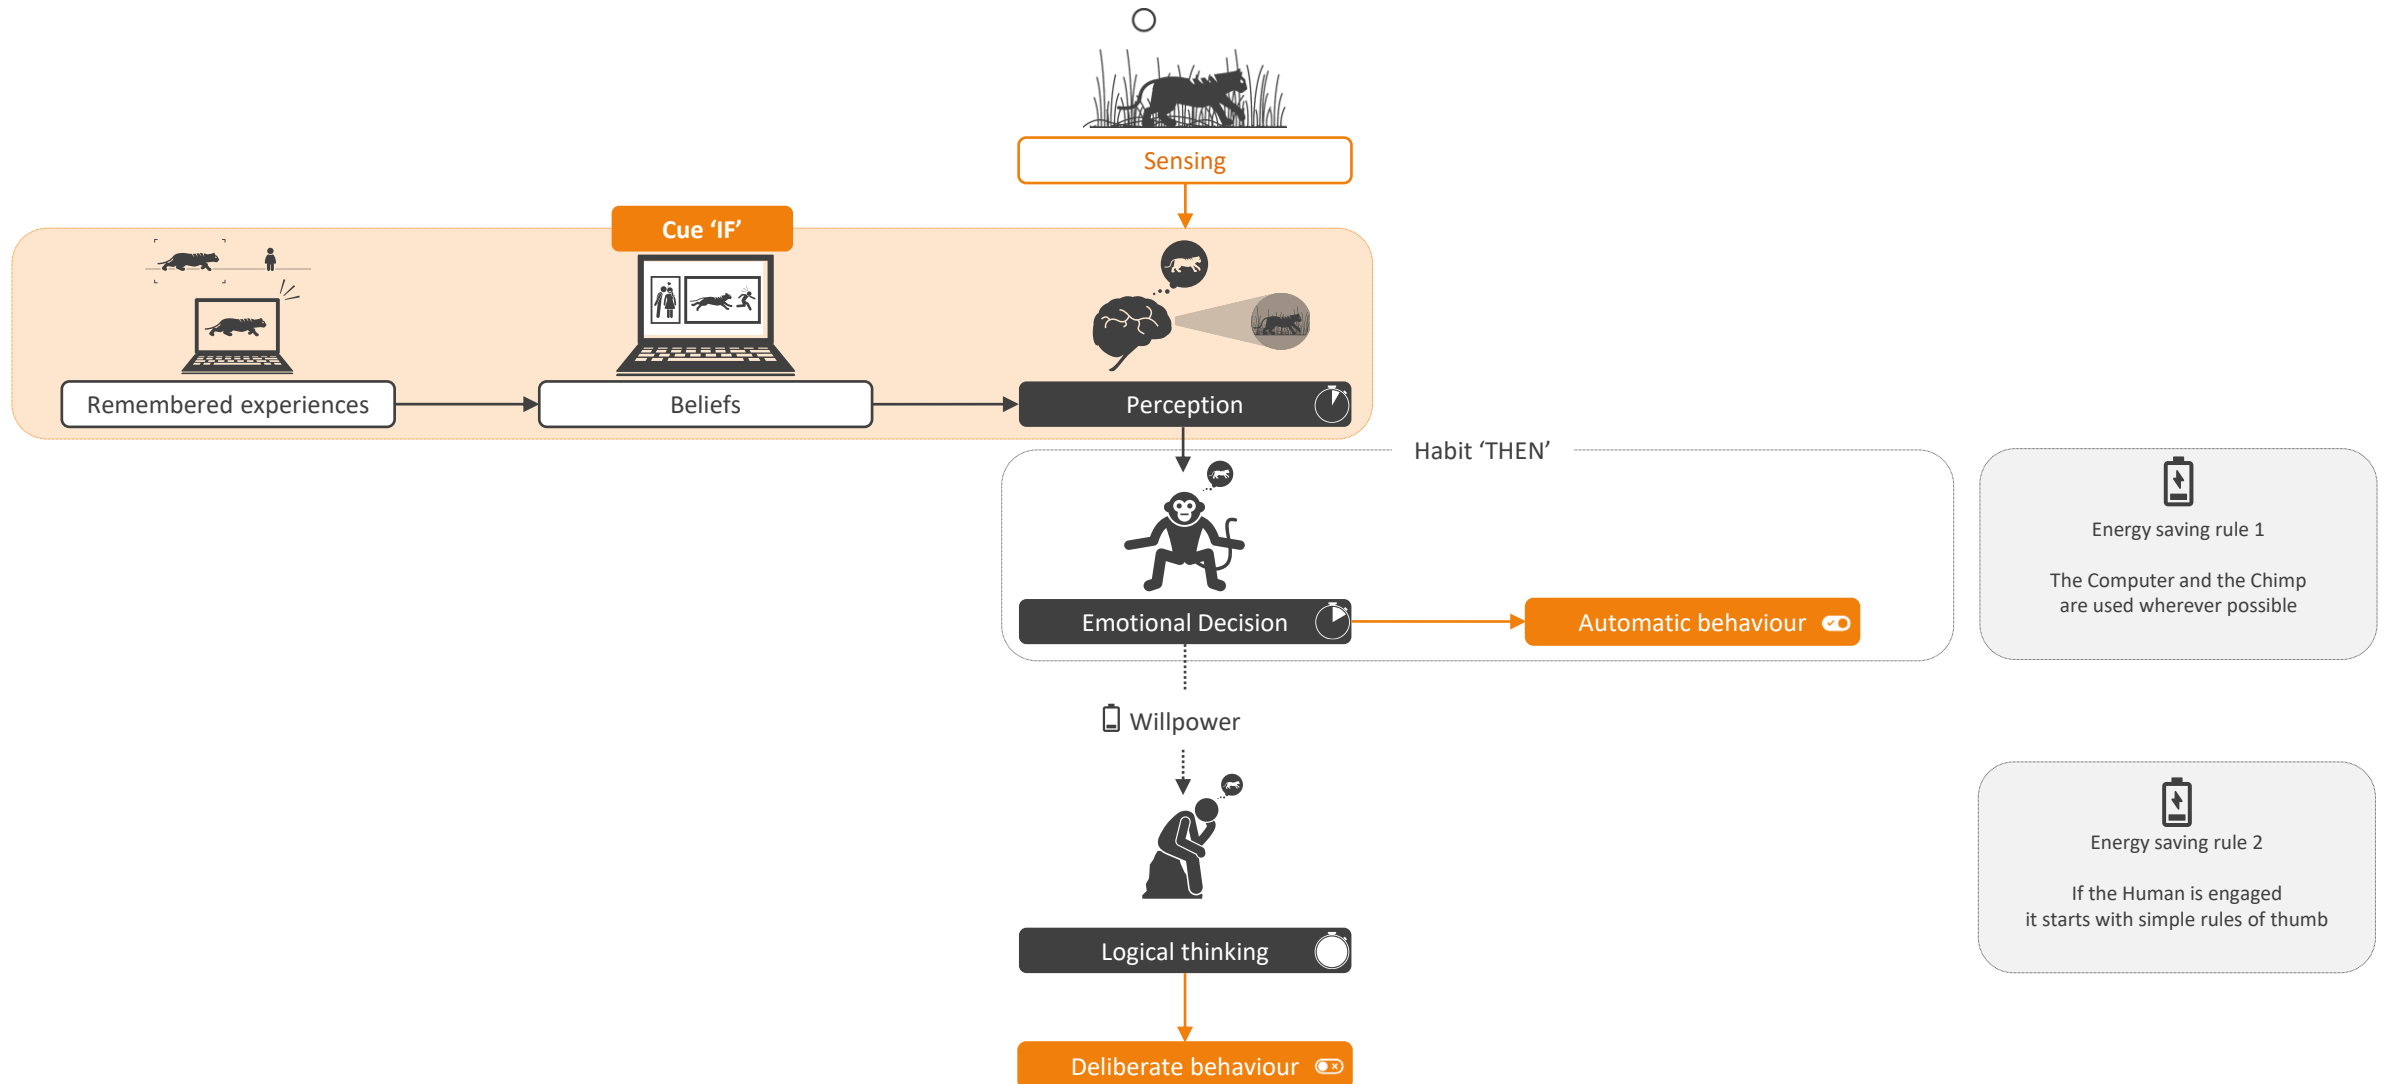 Sensing
Cue ‘IF’
Remembered experiences
Beliefs
Perception
Habit ‘THEN’
Energy saving rule 1
The Computer and the Chimp
are used wherever possible
Emotional Decision
Automatic behaviour
Willpower
Energy saving rule 2
If the Human is engaged
it starts with simple rules of thumb
Logical thinking
Deliberate behaviour